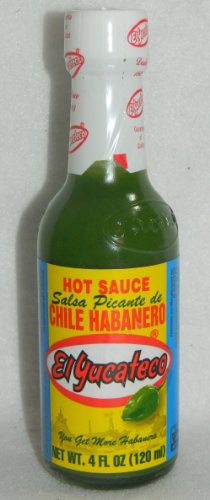 HOT SAUCE
Salsa Picante de
CHILE HABANERO
®
El Yucateco
You Get More Habanero
NET WT. 4 FL OZ (120 ml)